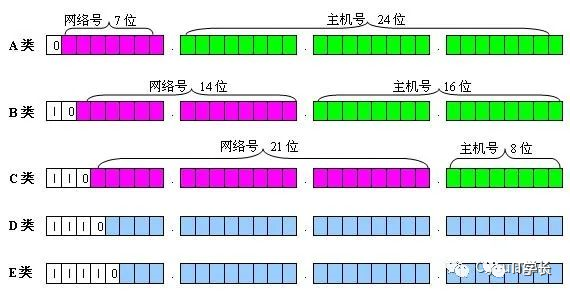 网络号 7 位 主机号 24 位
A 类 0 . . .
网络号 14 位 主机号 16 位
B 类 1 0 . . .
网络号 21 位 主机号 8 位
C 类 1 1 0 . . .
D 类 1 1 1 0 . . .
E 类 1 1 1 1 0 . . .